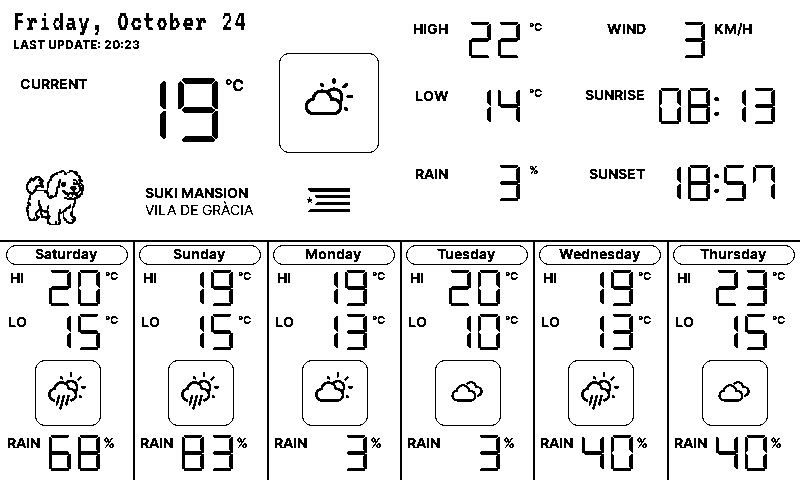 Friday, October 24
LAST UPDATE: 20:23
CURRENT 19 °C
HIGH 22 °C
LOW 14 °C
RAIN 3 %
WIND 3 KM/H
SUNRISE 08:13
SUNSET 18:57
SUKI MANSION
VILA DE GRÀCIA
Saturday
HI 20 °C
LO 15 °C
RAIN 68 %
Sunday
HI 19 °C
LO 15 °C
RAIN 83 %
Monday
HI 19 °C
LO 13 °C
RAIN 3 %
Tuesday
HI 20 °C
LO 10 °C
RAIN 3 %
Wednesday
HI 19 °C
LO 13 °C
RAIN 40 %
Thursday
HI 23 °C
LO 15 °C
RAIN 40 %